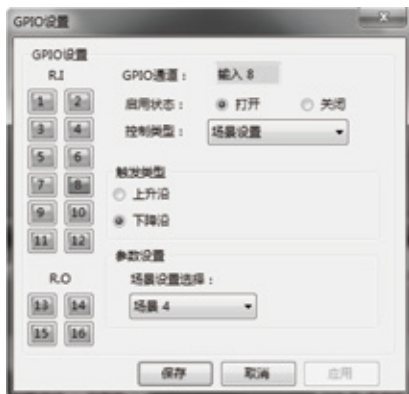 GPIO设置
GPIO设置
R.I
GPIO通道： 输入 8
1 2
启用状态： 打开 关闭
3 4
控制类型： 场景设置
5 6
触发类型
7 8
上升沿
9 10
下降沿
11 12
参数设置
R.O
场景设置选择：
13 14
场景 4
15 16
保存 取消 应用